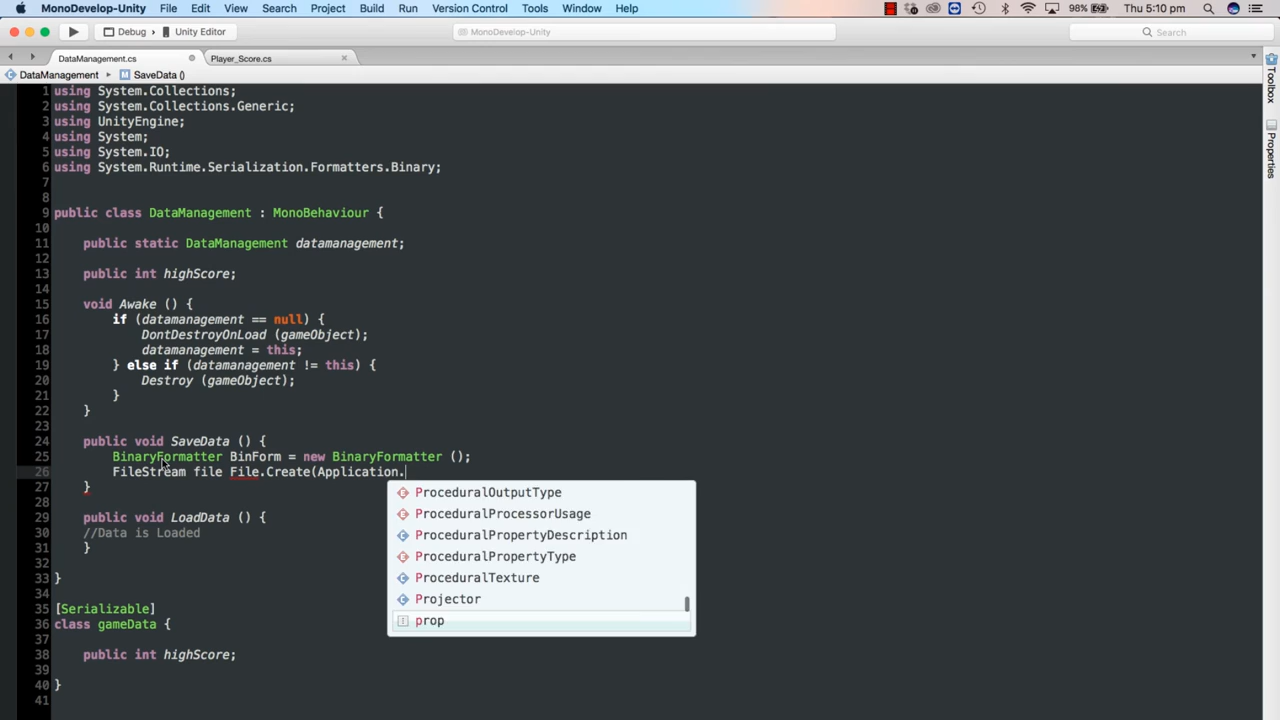 MonoDevelop-Unity File Edit View Search Project Build Run Version Control Tools Window Help 98% Thu 5:10 pm
Debug Unity Editor MonoDevelop-Unity Search
DataManagement.cs Player_Score.cs
DataManagement SaveData ()
Toolbox
Properties
1 using System.Collections;
2 using System.Collections.Generic;
3 using UnityEngine;
4 using System;
5 using System.IO;
6 using System.Runtime.Serialization.Formatters.Binary;
7
8
9 public class DataManagement : MonoBehaviour {
10
11 public static DataManagement datamanagement;
12
13 public int highScore;
14
15 void Awake () {
16 if (datamanagement == null) {
17 DontDestroyOnLoad (gameObject);
18 datamanagement = this;
19 } else if (datamanagement != this) {
20 Destroy (gameObject);
21 }
22 }
23
24 public void SaveData () {
25 BinaryFormatter BinForm = new BinaryFormatter ();
26 FileStream file File.Create(Application.
27 }
28
29 public void LoadData () {
30 //Data is Loaded
31 }
32
33 }
34
35 [Serializable]
36 class gameData {
37
38 public int highScore;
39
40 }
41
ProceduralOutputType
ProceduralProcessorUsage
ProceduralPropertyDescription
ProceduralPropertyType
ProceduralTexture
Projector
prop